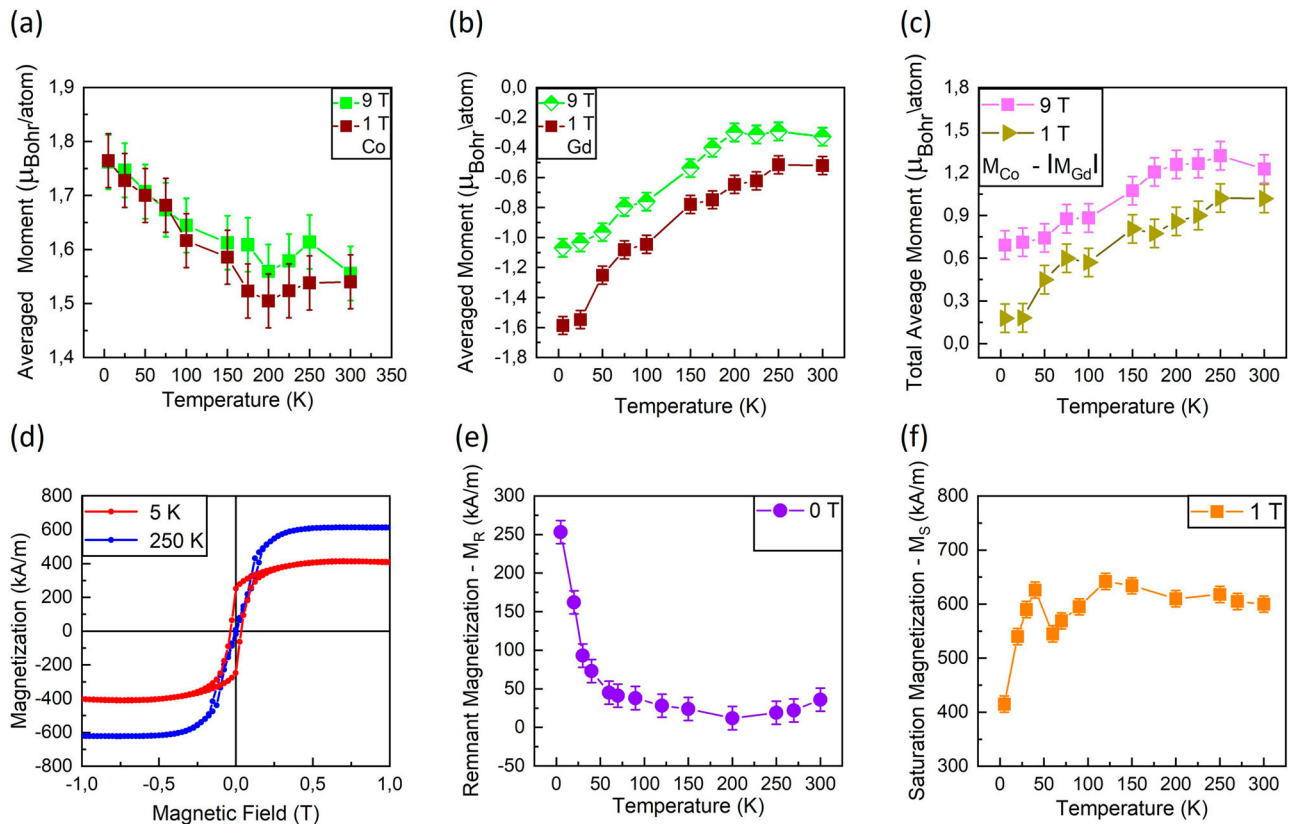 (a)
1,9
1,8
1,7
1,6
1,5
1,4
9 T
1 T
Co
Averaged Moment (μBohr/atom)
0 50 100 150 200 250 300 350
Temperature (K)
(b)
0,0
-0,2
-0,4
-0,6
-0,8
-1,0
-1,2
-1,4
-1,6
-1,8
9 T
1 T
Gd
Averaged Moment (μBohr\atom)
0 50 100 150 200 250 300
Temperature (K)
(c)
1,8
1,5
1,2
0,9
0,6
0,3
0,0
9 T
1 T
MCo - |MGd|
Total Aveage Moment (μBohr\atom)
0 50 100 150 200 250 300
Temperature (K)
(d)
800
600
400
200
0
-200
-400
-600
-800
5 K
250 K
Magnetization (kA/m)
-1,0 -0,5 0,0 0,5 1,0
Magnetic Field (T)
(e)
300
250
200
150
100
50
0
-50
0 T
Remnant Magnetization - MR (kA/m)
0 50 100 150 200 250 300
Temperature (K)
(f)
900
800
700
600
500
400
300
1 T
Saturation Magnetization - MS (kA/m)
0 50 100 150 200 250 300
Temperature (K)